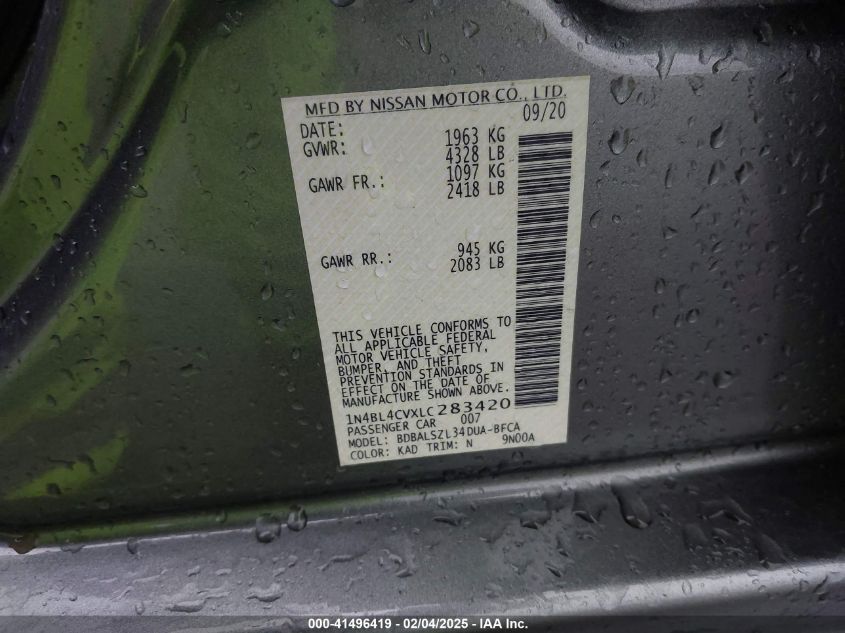 MFD BY NISSAN MOTOR CO., LTD.
DATE: 09/20
GVWR: 1963 KG
4328 LB
GAWR FR.: 1097 KG
2418 LB
GAWR RR.: 945 KG
2083 LB
THIS VEHICLE CONFORMS TO
ALL APPLICABLE FEDERAL
MOTOR VEHICLE SAFETY,
BUMPER, AND THEFT
PREVENTION STANDARDS IN
EFFECT ON THE DATE OF
MANUFACTURE SHOWN ABOVE.
1N4BL4CVXLC283420
PASSENGER CAR 007
MODEL: BDBALSZL34DUA-BFCA
COLOR: KAD TRIM: N 9N00A
000-41496419 - 02/04/2025 - IAA Inc.